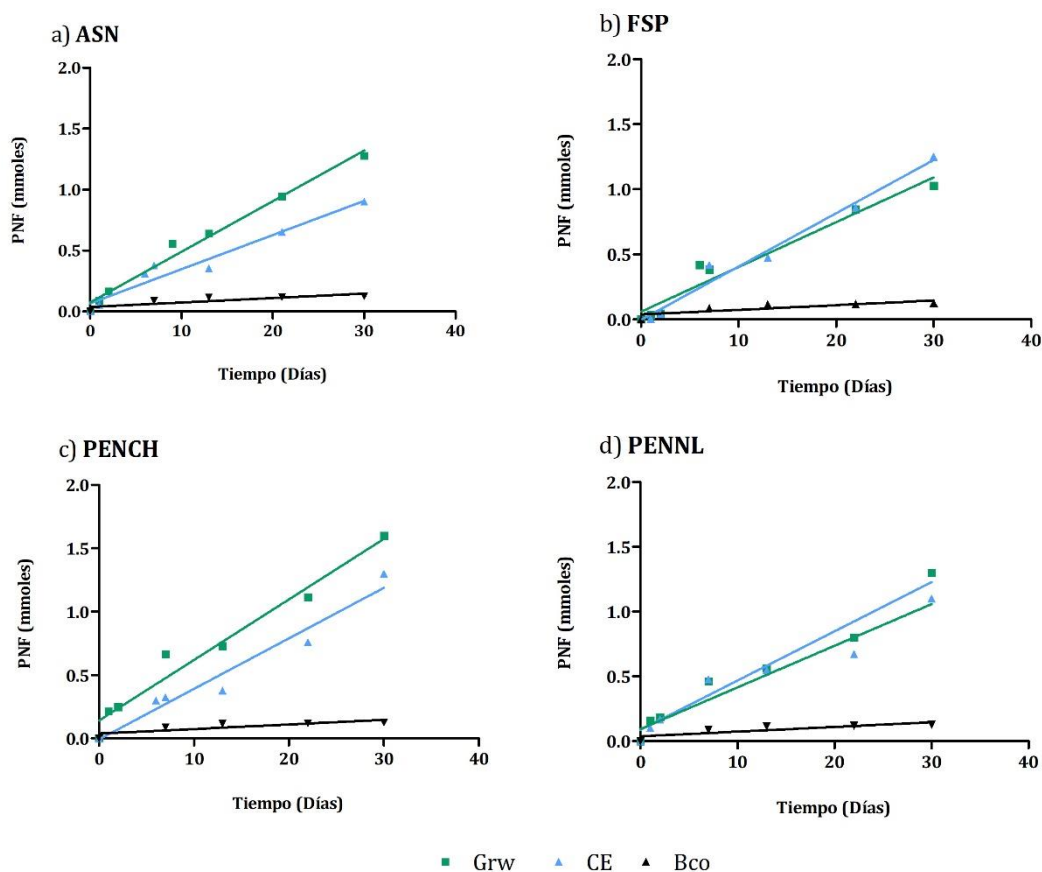 a) ASN
2.0
1.5
1.0
0.5
0.0
PNF (mmoles)
0 10 20 30 40
Tiempo (Días)
b) FSP
2.0
1.5
1.0
0.5
0.0
PNF (mmoles)
0 10 20 30 40
Tiempo (Días)
c) PENCH
2.0
1.5
1.0
0.5
0.0
PNF (mmoles)
0 10 20 30 40
Tiempo (Días)
d) PENNL
2.0
1.5
1.0
0.5
0.0
PNF (mmoles)
0 10 20 30 40
Tiempo (Días)
Grw CE Bco